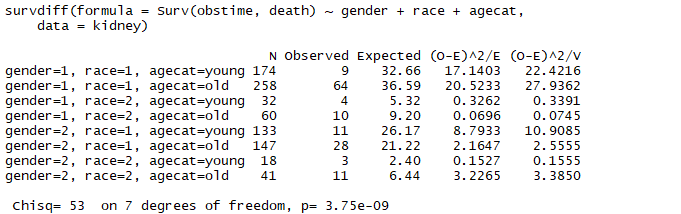 survdiff(formula = Surv(obstime, death) ~ gender + race + agecat,
data = kidney)
N Observed Expected (O-E)^2/E (O-E)^2/V
gender=1, race=1, agecat=young 174 9 32.66 17.1403 22.4216
gender=1, race=1, agecat=old 258 64 36.59 20.5233 27.9362
gender=1, race=2, agecat=young 32 4 5.32 0.3262 0.3391
gender=1, race=2, agecat=old 60 10 9.20 0.0696 0.0745
gender=2, race=1, agecat=young 133 11 26.17 8.7933 10.9085
gender=2, race=1, agecat=old 147 28 21.22 2.1647 2.5555
gender=2, race=2, agecat=young 18 3 2.40 0.1527 0.1555
gender=2, race=2, agecat=old 41 11 6.44 3.2265 3.3850
Chisq= 53 on 7 degrees of freedom, p= 3.75e-09